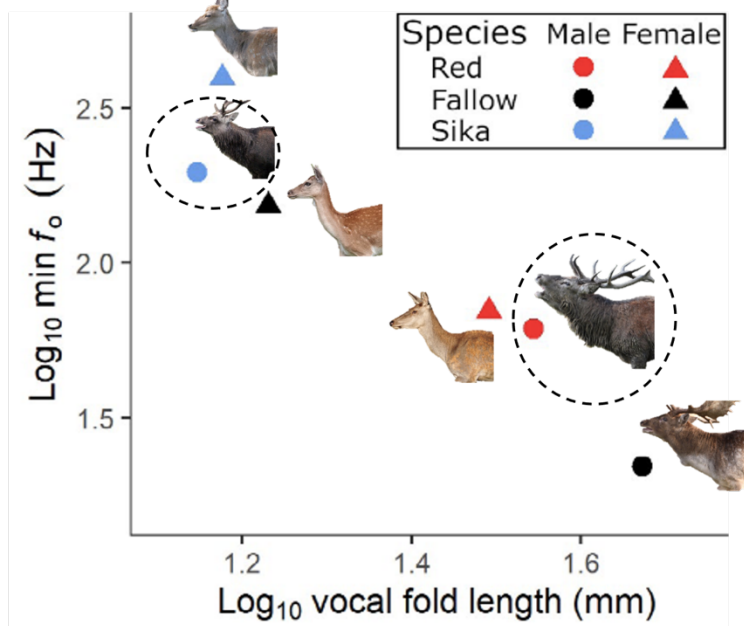 Species Male Female
Red
Fallow
Sika
Log10 min fo (Hz)
2.5
2.0
1.5
1.2 1.4 1.6
Log10 vocal fold length (mm)